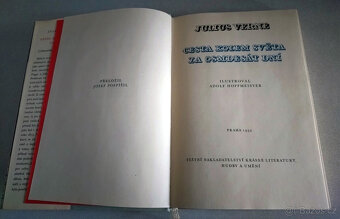 PŘELOŽIL
JOSEF POSPÍŠIL
JULIUS VERNE
CESTA KOLEM SVĚTA
ZA OSMDESÁT DNÍ
ILUSTROVAL
ADOLF HOFFMEISTER
PRAHA
STÁTNÍ NAKLADATELSTVÍ KRÁSNÉ LITERATURY,
HUDBY A UMĚNÍ